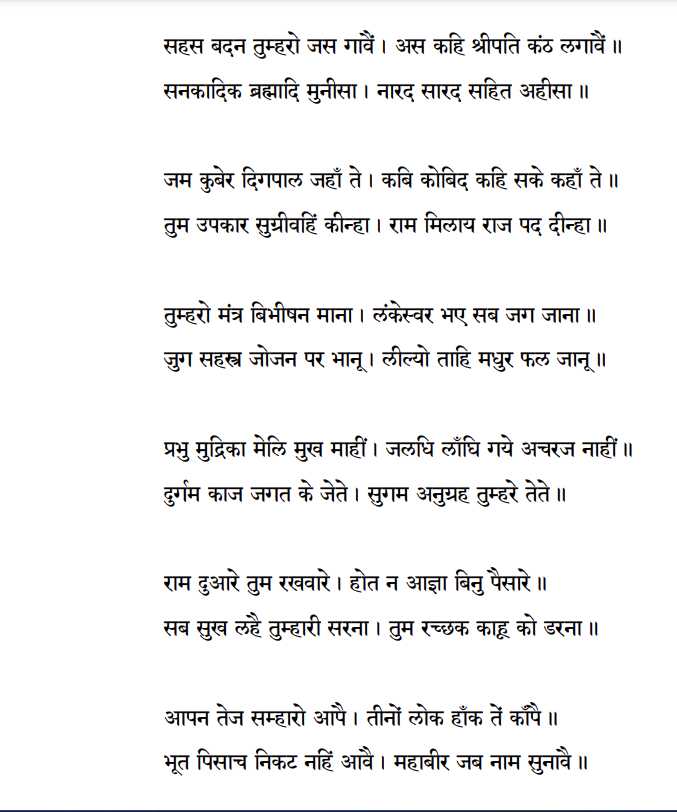 सहस बदन तुम्हरो जस गावैं। अस कहि श्रीपति कंठ लगावैं॥
सनकादिक ब्रह्मादि मुनीसा। नारद सारद सहित अहीसा॥
जम कुबेर दिगपाल जहाँ ते। कबि कोबिद कहि सके कहाँ ते॥
तुम उपकार सुग्रीवहिं कीन्हा। राम मिलाय राज पद दीन्हा॥
तुम्हरो मंत्र बिभीषन माना। लंकेस्वर भए सब जग जाना॥
जुग सहस्त्र जोजन पर भानू। लील्यो ताहि मधुर फल जानू॥
प्रभु मुद्रिका मेलि मुख माहीं। जलधि लाँघि गये अचरज नाहीं॥
दुर्गम काज जगत के जेते। सुगम अनुग्रह तुम्हरे तेते॥
राम दुआरे तुम रखवारे। होत न आज्ञा बिनु पैसारे॥
सब सुख लहै तुम्हारी सरना। तुम रच्छक काहू को डरना॥
आपन तेज सम्हारो आपै। तीनों लोक हाँक तें काँपै॥
भूत पिसाच निकट नहिं आवै। महाबीर जब नाम सुनावै॥